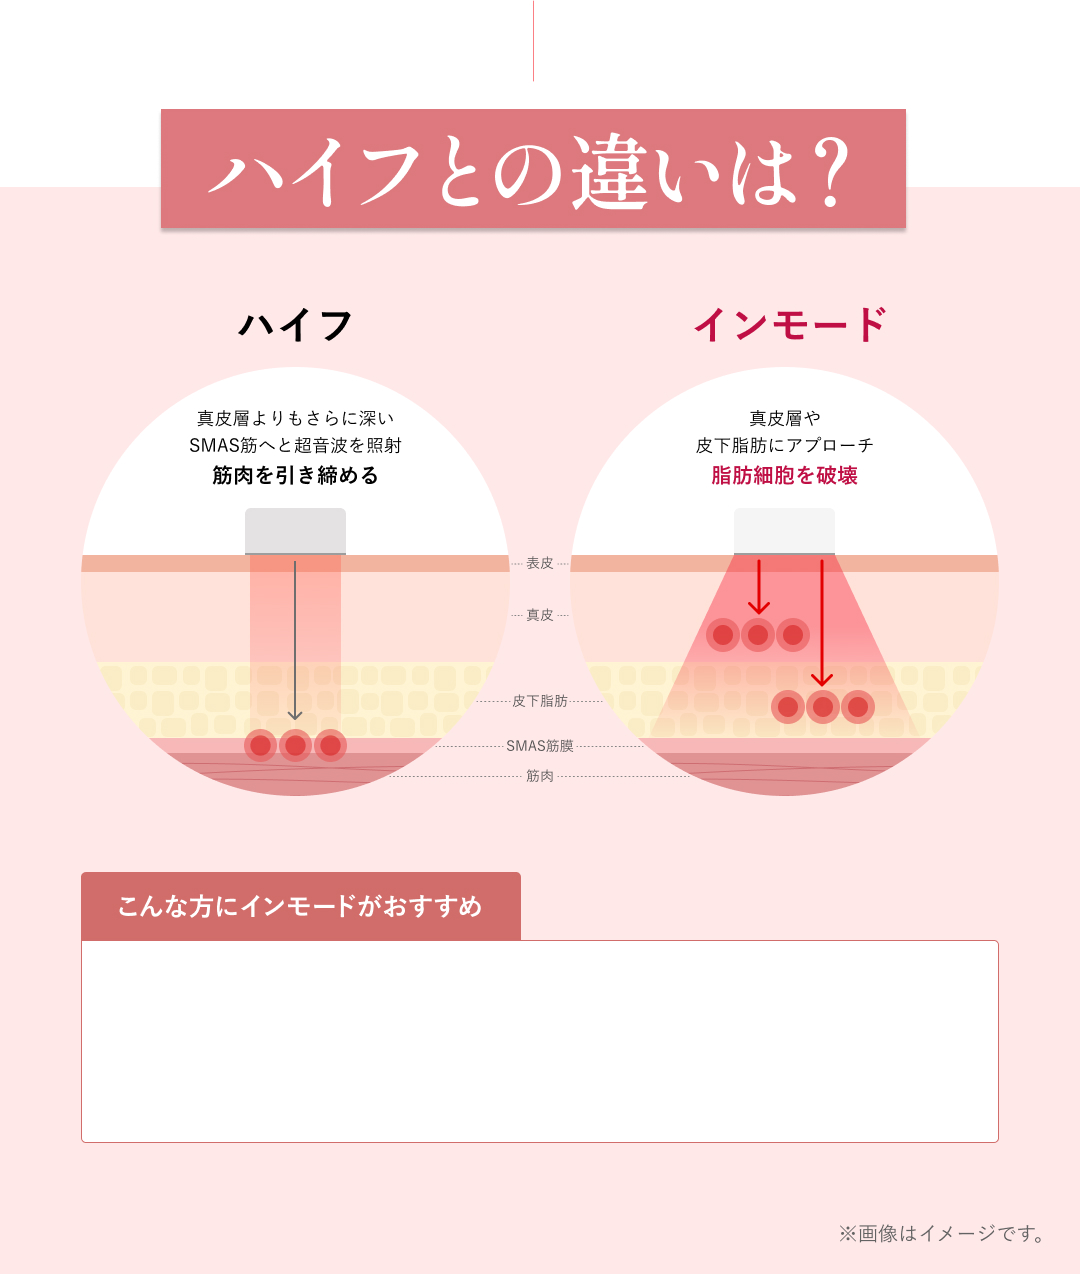 ハイフとの違いは？
ハイフ
真皮層よりもさらに深い
SMAS筋へと超音波を照射
筋肉を引き締める
インモード
真皮層や
皮下脂肪にアプローチ
脂肪細胞を破壊
表皮
真皮
皮下脂肪
SMAS筋膜
筋肉
こんな方にインモードがおすすめ
※画像はイメージです。